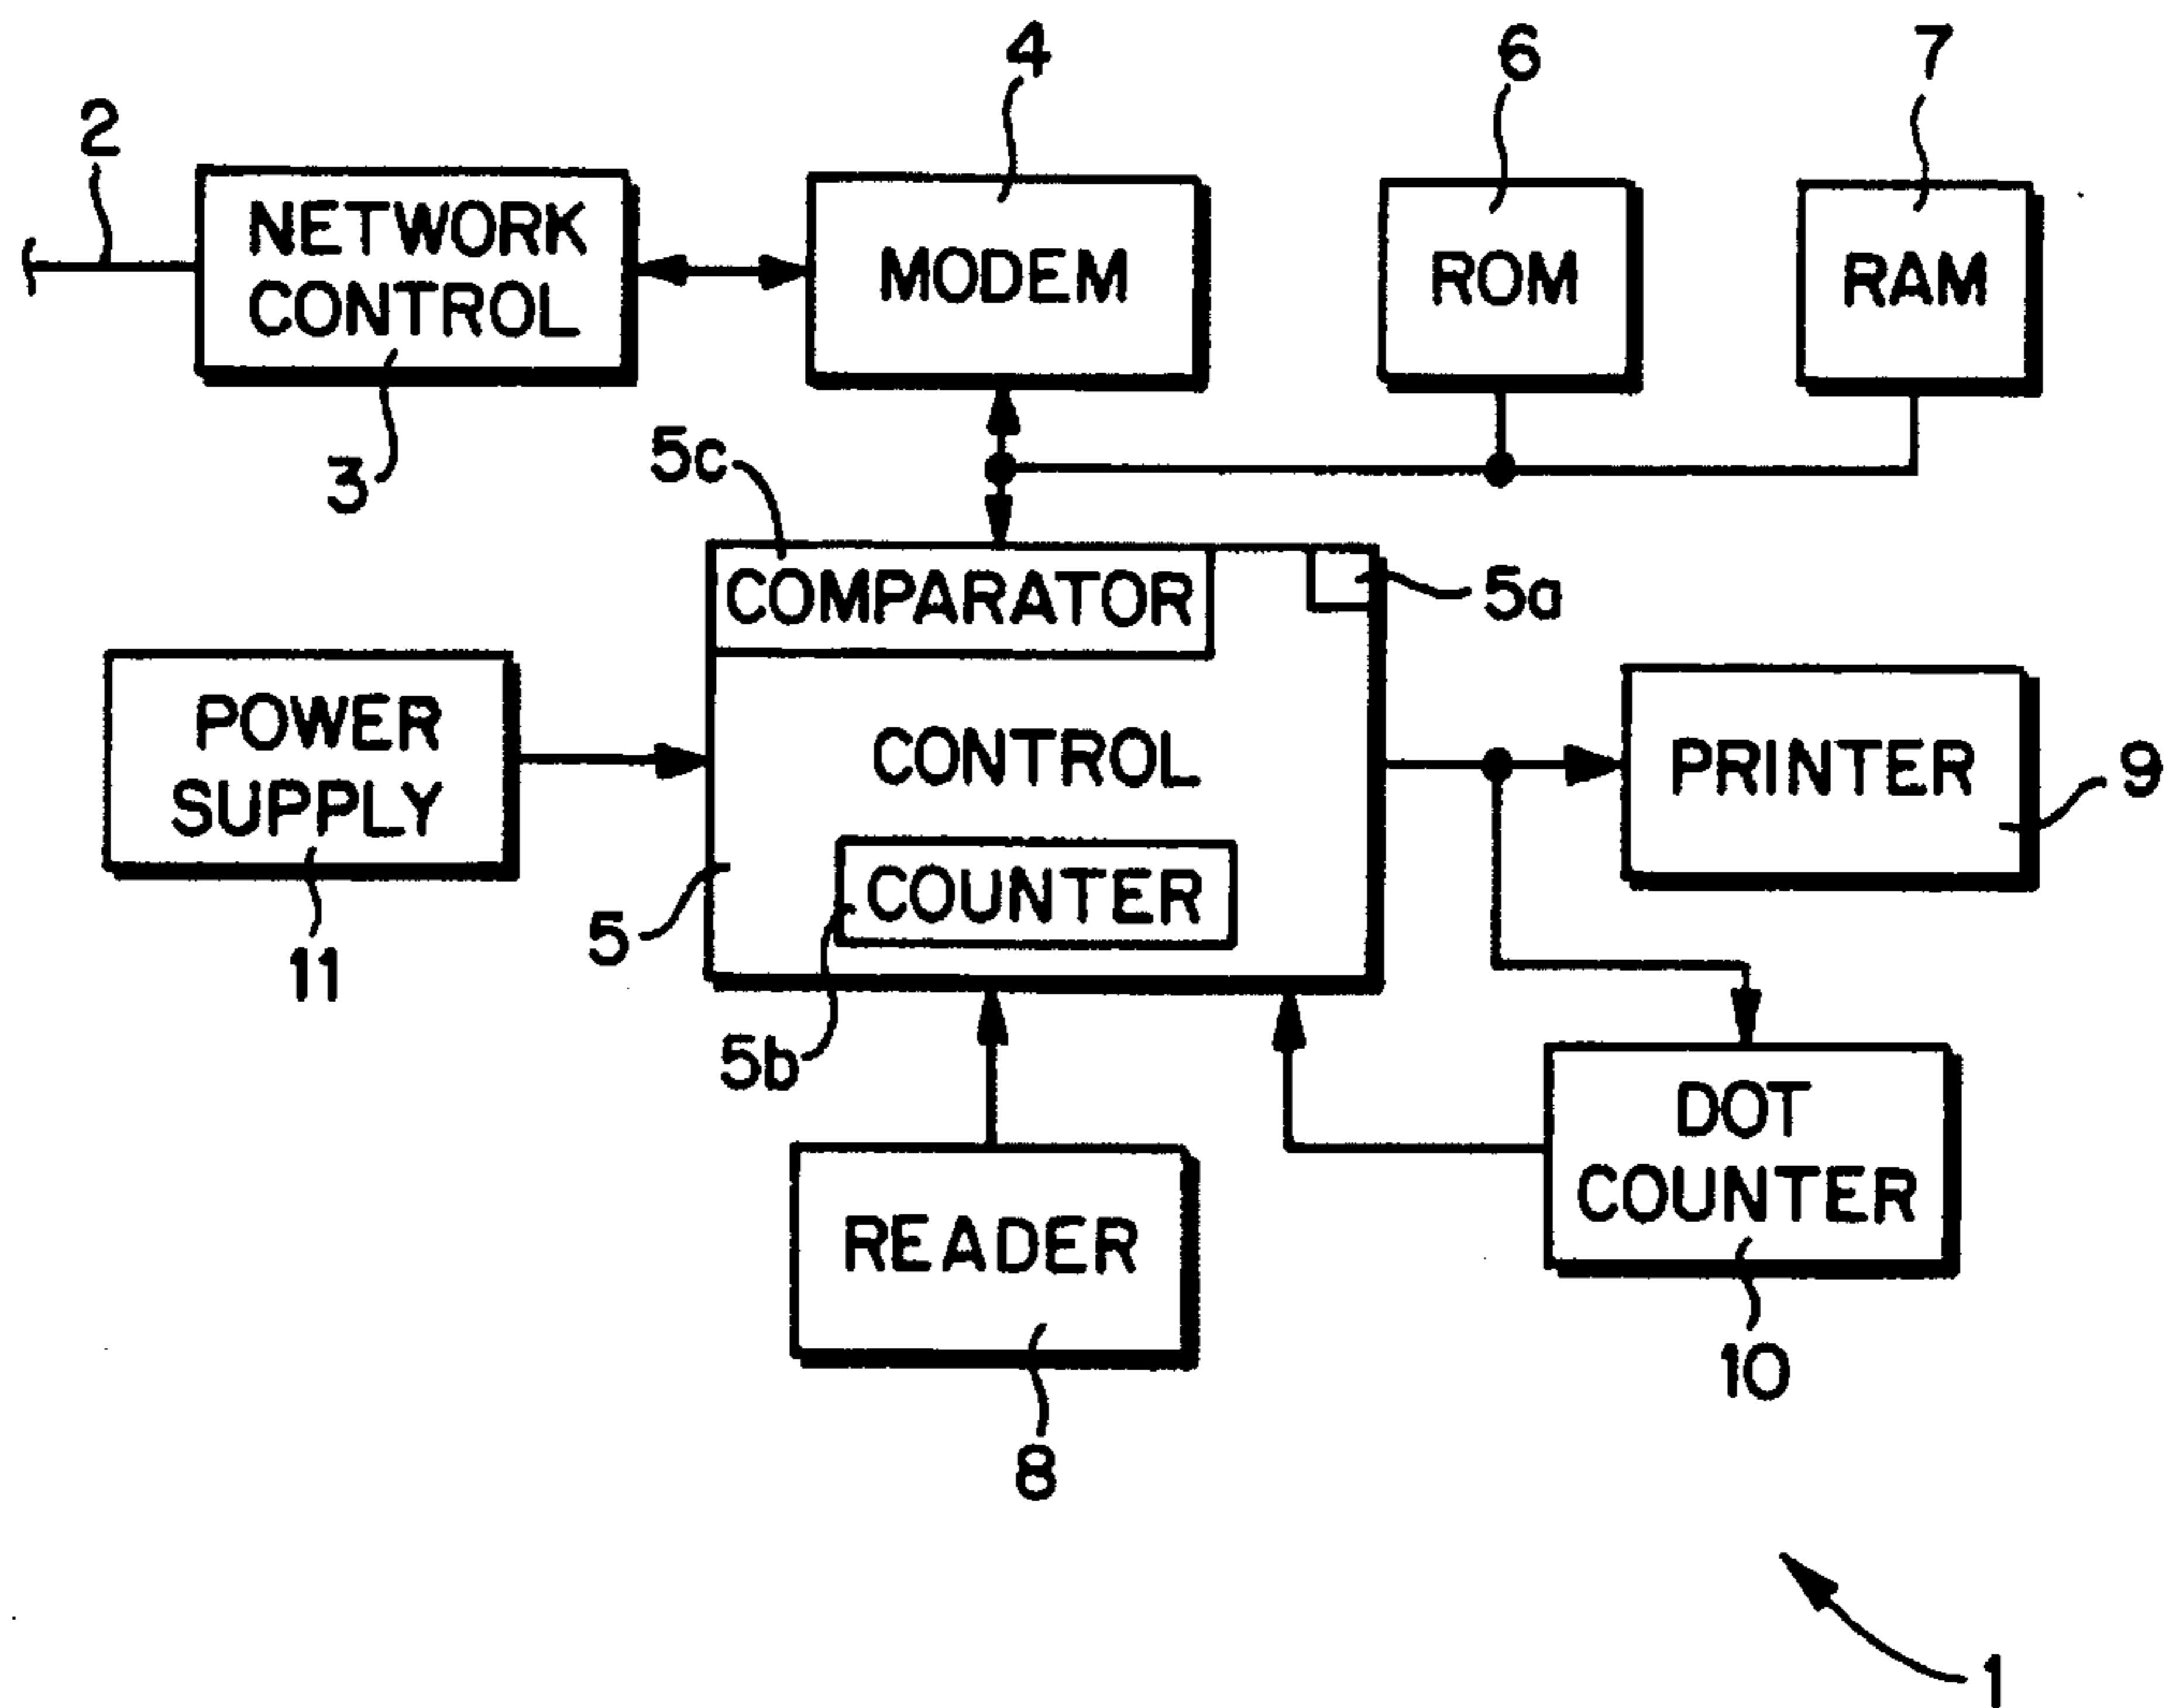 4
6
7
2
NETWORK
CONTROL
MODEM
ROM
RAM
3
5c
COMPARATOR
5a
POWER
SUPPLY
CONTROL
PRINTER
9
COUNTER
5
11
5b
DOT
COUNTER
READER
10
8
1